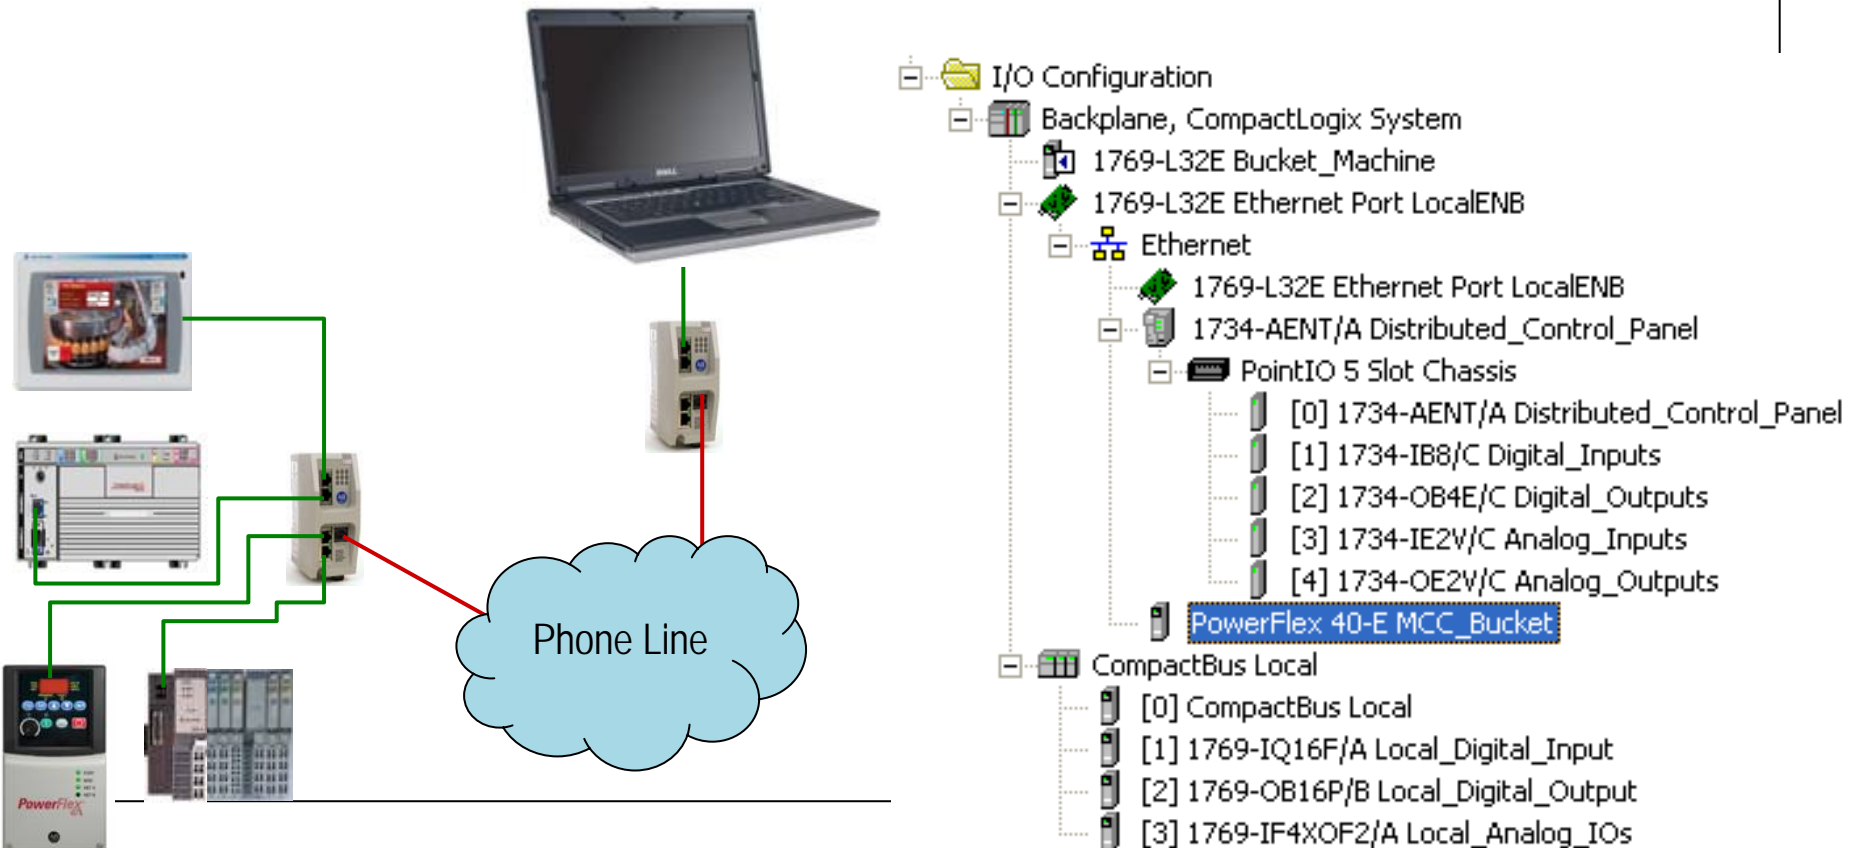 DELL
PowerFlex
Phone Line
I/O Configuration
Backplane, CompactLogix System
1769-L32E Bucket_Machine
1769-L32E Ethernet Port LocalENB
Ethernet
1769-L32E Ethernet Port LocalENB
1734-AENT/A Distributed_Control_Panel
PointIO 5 Slot Chassis
[0] 1734-AENT/A Distributed_Control_Panel
[1] 1734-IB8/C Digital_Inputs
[2] 1734-OB4E/C Digital_Outputs
[3] 1734-IE2V/C Analog_Inputs
[4] 1734-OE2V/C Analog_Outputs
PowerFlex 40-E MCC_Bucket
CompactBus Local
[0] CompactBus Local
[1] 1769-IQ16F/A Local_Digital_Input
[2] 1769-OB16P/B Local_Digital_Output
[3] 1769-IF4XOF2/A Local_Analog_IOs